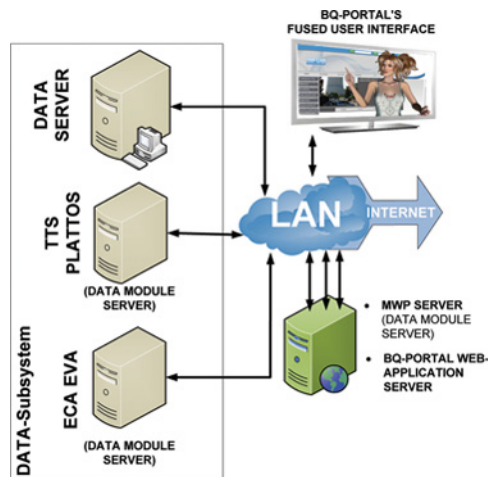 BQ-PORTAL'S
FUSED USER INTERFACE
DATA
SERVER
TTS
PLATTOS
(DATA MODULE
SERVER)
ECA EVA
(DATA MODULE
SERVER)
DATA-Subsystem
LAN
INTERNET
• MWP SERVER
(DATA MODULE
SERVER)
• BQ-PORTAL WEB-
APPLICATION
SERVER